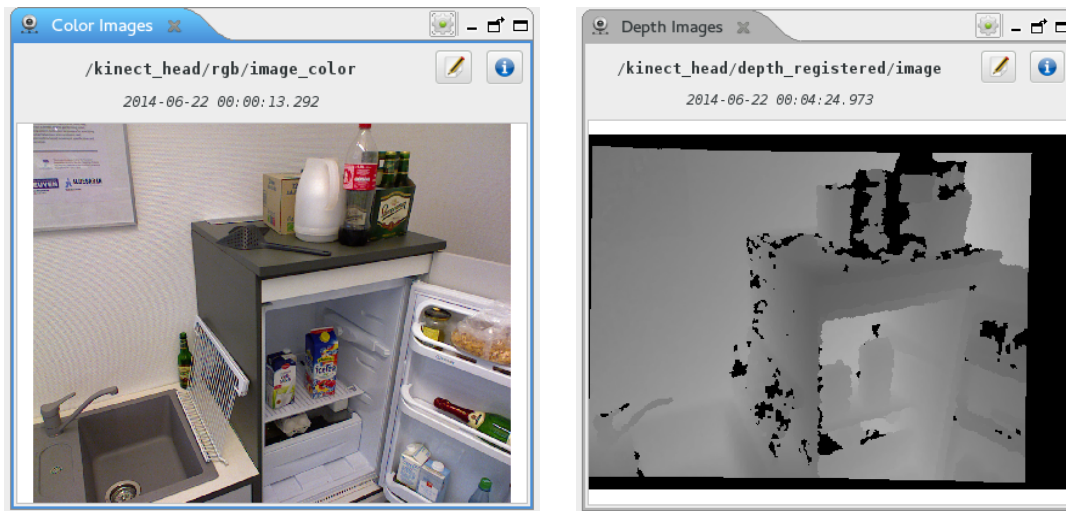 Color Images
/kinect_head/rgb/image_color
2014-06-22 00:00:13.292
Depth Images
/kinect_head/depth_registered/image
2014-06-22 00:04:24.973